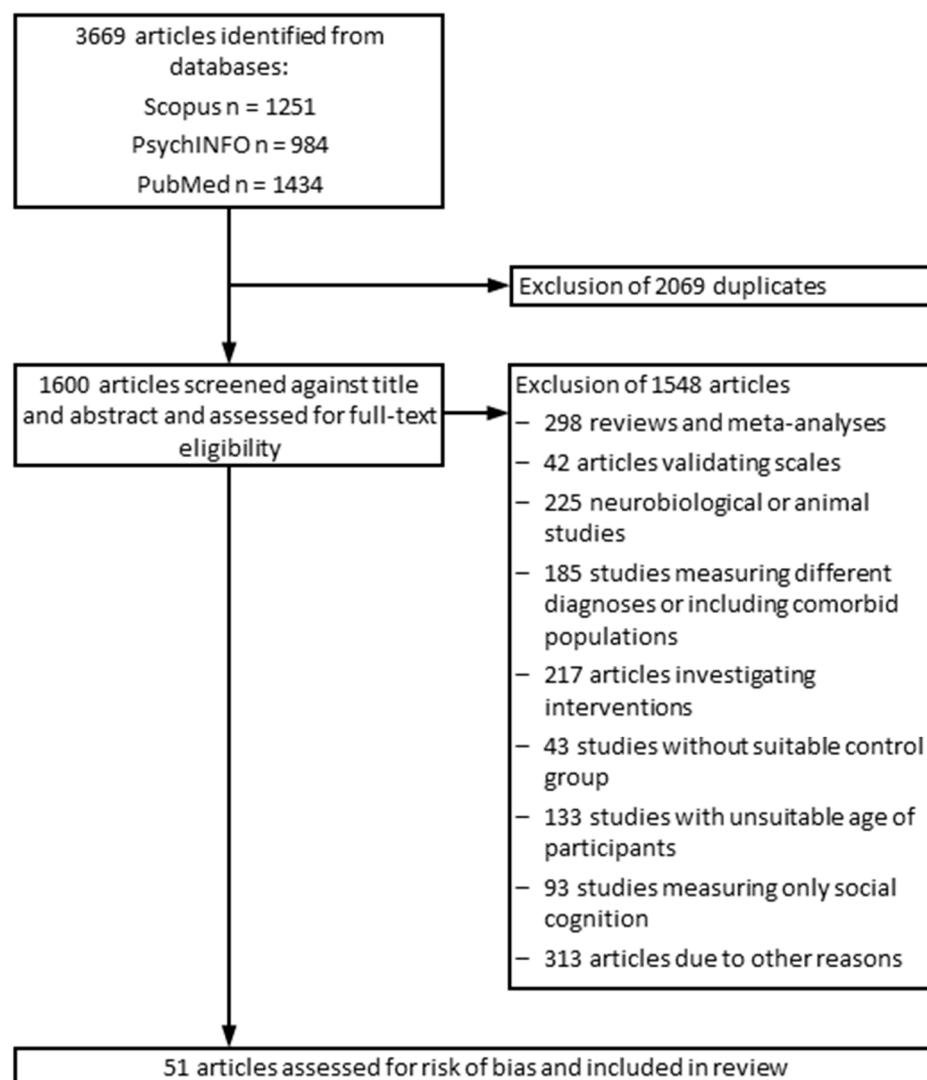 3669 articles identified from
databases:
Scopus n = 1251
PsychINFO n = 984
PubMed n = 1434
Exclusion of 2069 duplicates
1600 articles screened against title
and abstract and assessed for full-text
eligibility
Exclusion of 1548 articles
– 298 reviews and meta-analyses
– 42 articles validating scales
– 225 neurobiological or animal
studies
– 185 studies measuring different
diagnoses or including comorbid
populations
– 217 articles investigating
interventions
– 43 studies without suitable control
group
– 133 studies with unsuitable age of
participants
– 93 studies measuring only social
cognition
– 313 articles due to other reasons
51 articles assessed for risk of bias and included in review